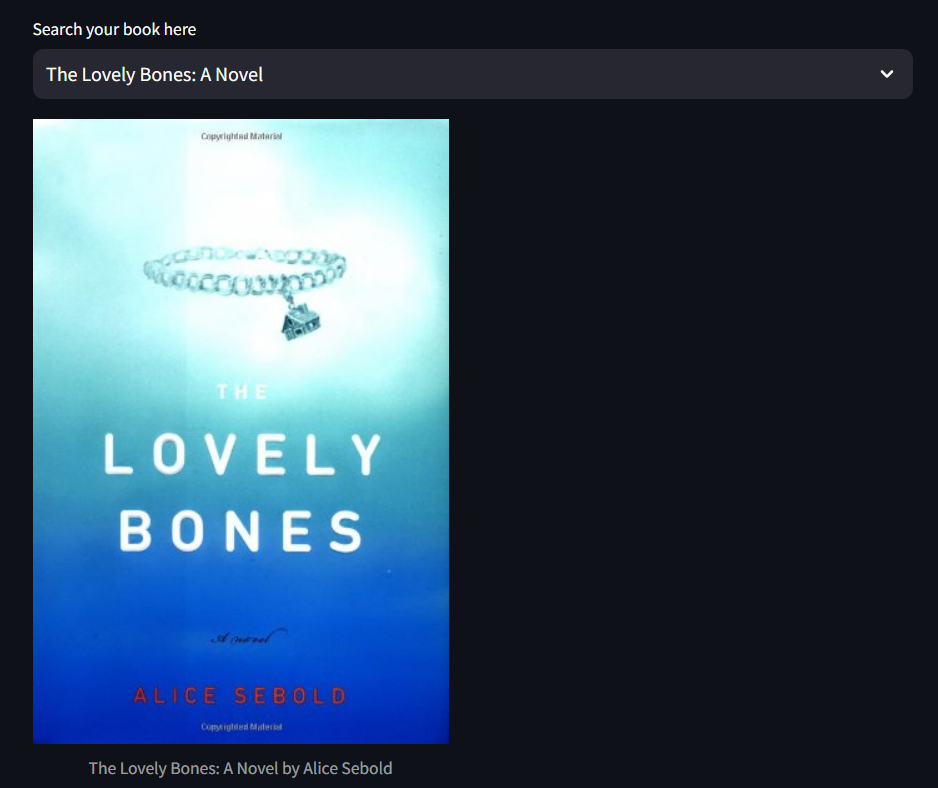 Search your book here
The Lovely Bones: A Novel
Copyrighted Material
THE
LOVELY
BONES
A novel
ALICE SEBOLD
Copyrighted Material
The Lovely Bones: A Novel by Alice Sebold